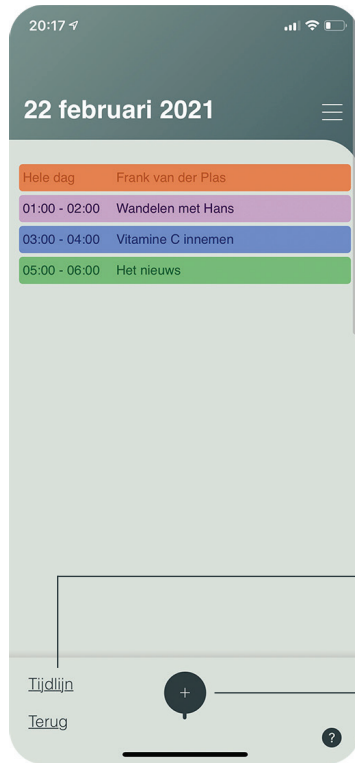 20:17
22 februari 2021
Hele dag Frank van der Plas
01:00 - 02:00 Wandelen met Hans
03:00 - 04:00 Vitamine C innemen
05:00 - 06:00 Het nieuws
Tijdlijn
+
Terug
?